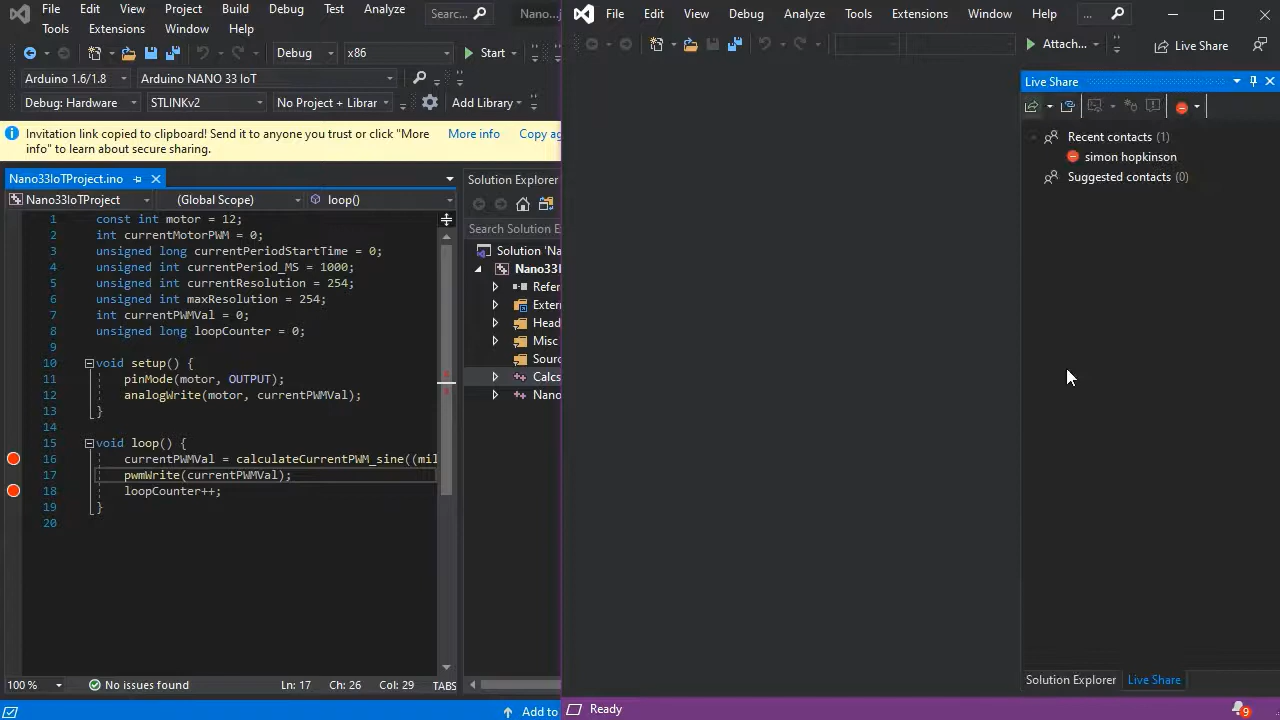 File Edit View Project Build Debug Test Analyze Searc... Nano...
Tools Extensions Window Help
Debug x86 Start
Arduino 1.6/1.8 Arduino NANO 33 IoT
Debug: Hardware STLINKv2 No Project + Librar Add Library
Invitation link copied to clipboard! Send it to anyone you trust or click "More info" to learn about secure sharing.
More info Copy ag
Nano33IoTProject.ino
Nano33IoTProject (Global Scope) loop()
1 const int motor = 12;
2 int currentMotorPWM = 0;
3 unsigned long currentPeriodStartTime = 0;
4 unsigned int currentPeriod_MS = 1000;
5 unsigned int currentResolution = 254;
6 unsigned int maxResolution = 254;
7 int currentPWMVal = 0;
8 unsigned long loopCounter = 0;
9
10 void setup() {
11 pinMode(motor, OUTPUT);
12 analogWrite(motor, currentPWMVal);
13 }
14
15 void loop() {
16 currentPWMVal = calculateCurrentPWM_sine((mil
17 pwmWrite(currentPWMVal);
18 loopCounter++;
19 }
20
100 % No issues found Ln: 17 Ch: 26 Col: 29 TABS
Add to
Solution Explorer
Search Solution E
Solution 'Na
Nano33I
Refer
Extern
Head
Misc
Sourc
Calcs
Nano
File Edit View Debug Analyze Tools Extensions Window Help ...
Attach... Live Share
Live Share
Recent contacts (1)
simon hopkinson
Suggested contacts (0)
Solution Explorer Live Share
Ready 9